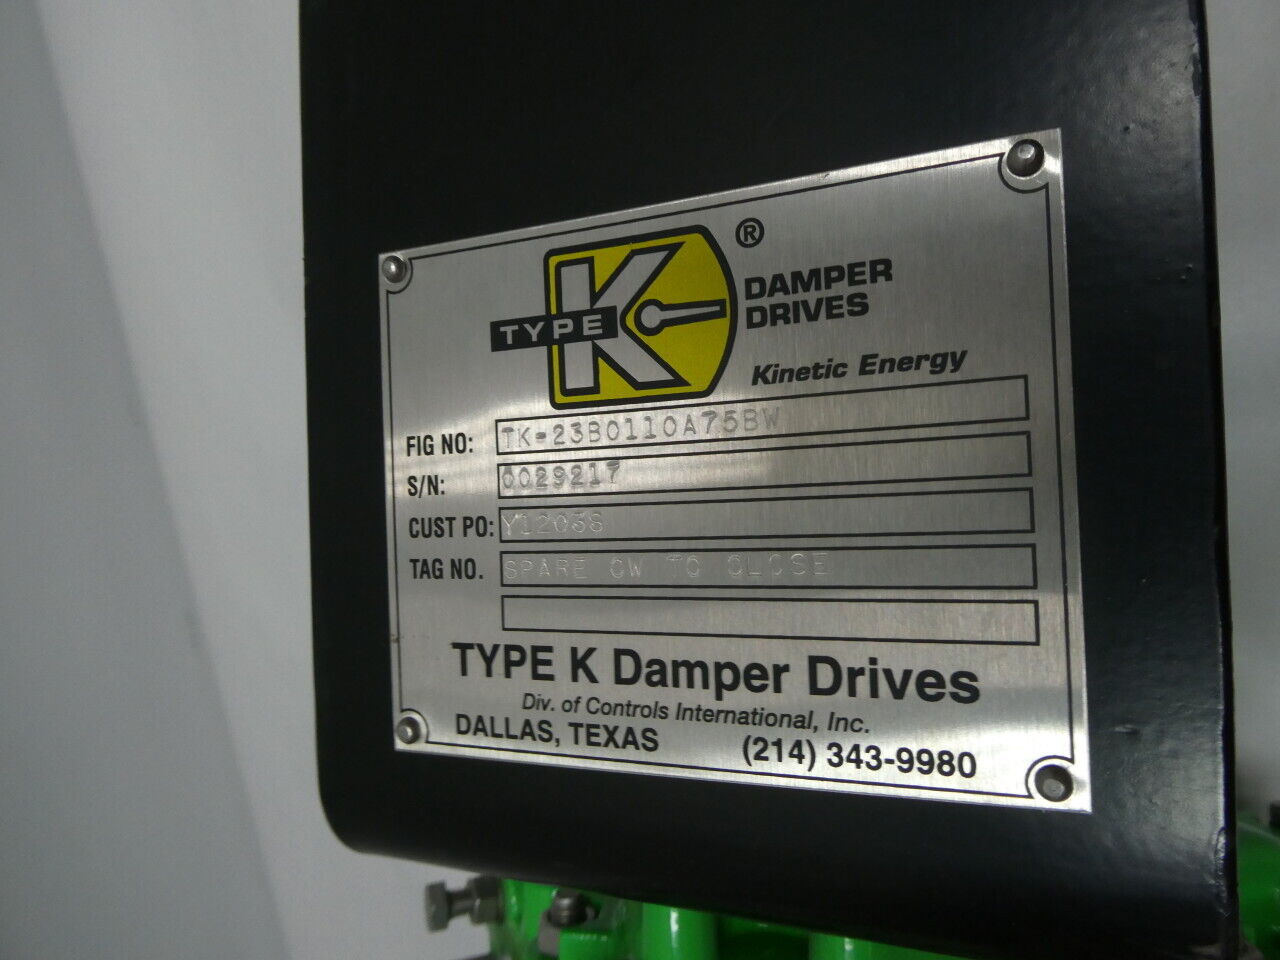 TYPE K ®
DAMPER
DRIVES
Kinetic Energy
FIG NO: TK-23B0110A75BW
S/N: 0029217
CUST PO: Y1203S
TAG NO. SPARE CW TO CLOSE
TYPE K Damper Drives
Div. of Controls International, Inc.
DALLAS, TEXAS (214) 343-9980